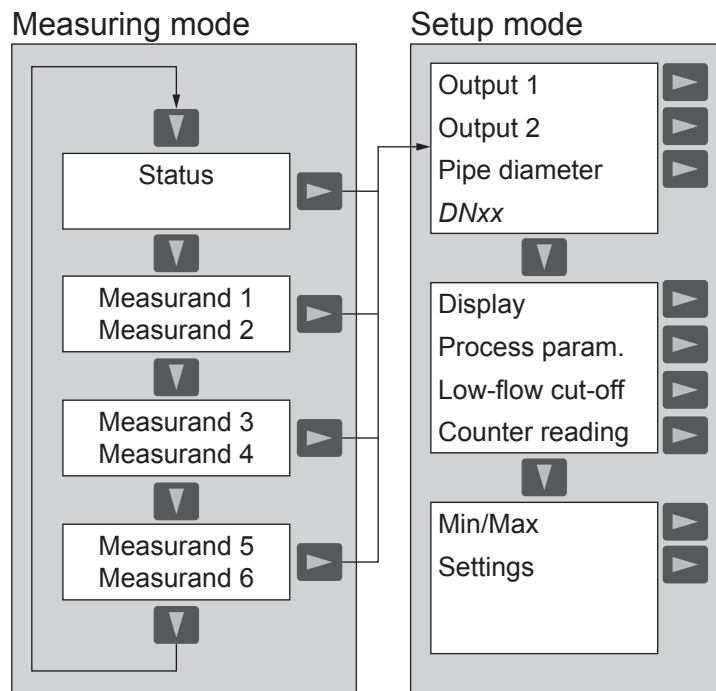 Measuring mode
Status
Measurand 1
Measurand 2
Measurand 3
Measurand 4
Measurand 5
Measurand 6
Setup mode
Output 1
Output 2
Pipe diameter
DNxx
Display
Process param.
Low-flow cut-off
Counter reading
Min/Max
Settings